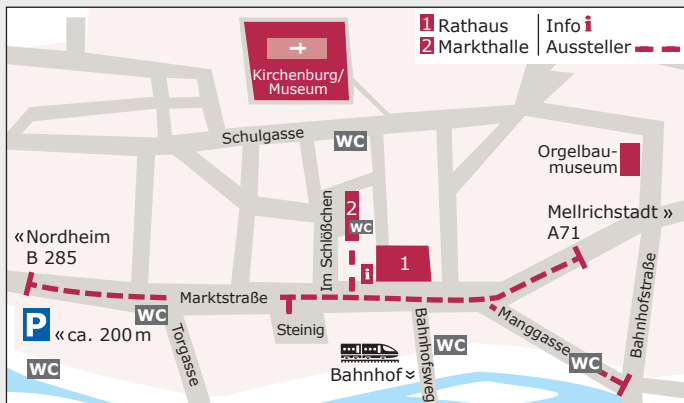 1 Rathaus
2 Markthalle
Info i
Aussteller
Kirchenburg/
Museum
Schulgasse
WC
Orgelbau-
museum
Im Schlößchen
2
WC
Mellrichstadt »
A71
«Nordheim
B 285
i
1
Marktstraße
WC
Steinig
P «ca. 200 m
Torgasse
Bahnhof »
Bahnhofsweg
WC
Manggasse
WC
Bahnhofstraße
WC